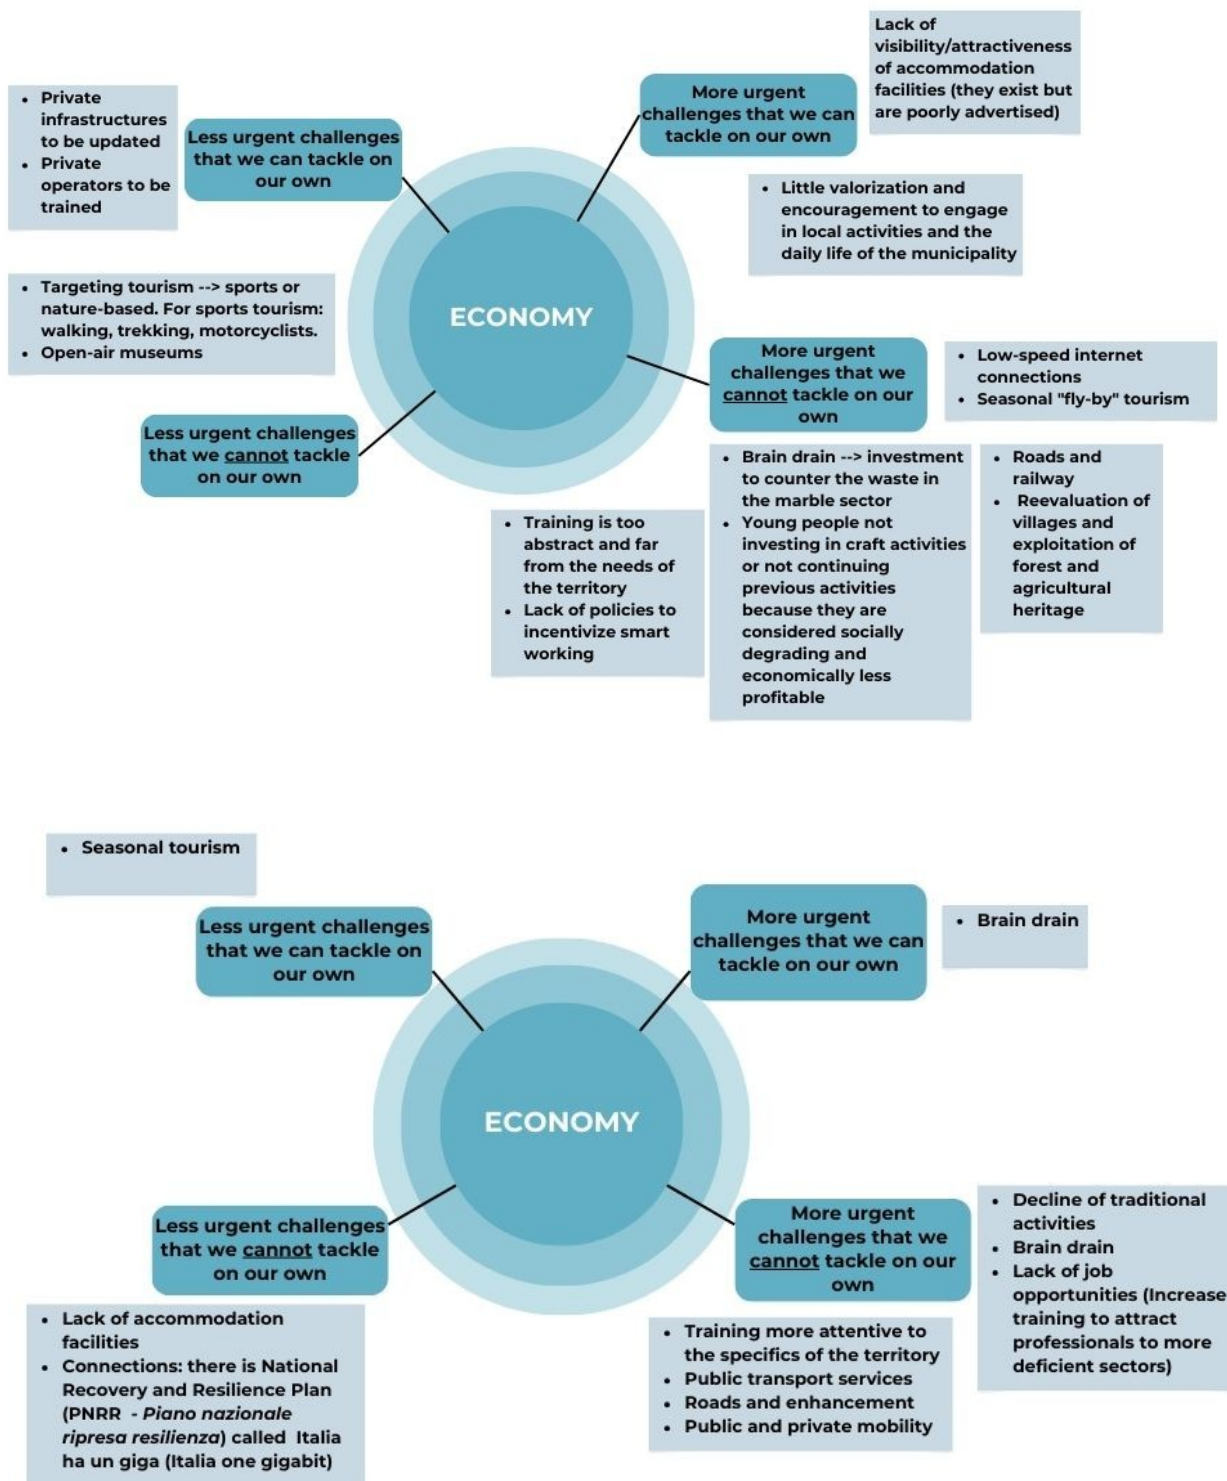 Lack of
visibility/attractiveness
of accommodation
facilities (they exist but
are poorly advertised)
More urgent
challenges that we can
tackle on our own
• Private
infrastructures
to be updated
• Private
operators to be
trained
Less urgent challenges
that we can tackle on
our own
• Little valorization and
encouragement to engage
in local activities and the
daily life of the municipality
• Targeting tourism --> sports or
nature-based. For sports tourism:
walking, trekking, motorcyclists.
• Open-air museums
ECONOMY
More urgent
challenges that we
cannot tackle on our
own
• Low-speed internet
connections
• Seasonal "fly-by" tourism
Less urgent challenges
that we cannot tackle
on our own
• Brain drain --> investment
to counter the waste in
the marble sector
• Young people not
investing in craft activities
or not continuing
previous activities
because they are
considered socially
degrading and
economically less
profitable
• Roads and
railway
• Reevaluation of
villages and
exploitation of
forest and
agricultural
heritage
• Training is too
abstract and far
from the needs of
the territory
• Lack of policies to
incentivize smart
working
• Seasonal tourism
Less urgent challenges
that we can tackle on
our own
More urgent
challenges that we can
tackle on our own
• Brain drain
ECONOMY
Less urgent challenges
that we cannot tackle
on our own
More urgent
challenges that we
cannot tackle on our
own
• Decline of traditional
activities
• Brain drain
• Lack of job
opportunities (Increase
training to attract
professionals to more
deficient sectors)
• Lack of accommodation
facilities
• Connections: there is National
Recovery and Resilience Plan
(PNRR - Piano nazionale
ripresa resilienza) called Italia
ha un giga (Italia one gigabit)
• Training more attentive to
the specifics of the territory
• Public transport services
• Roads and enhancement
• Public and private mobility